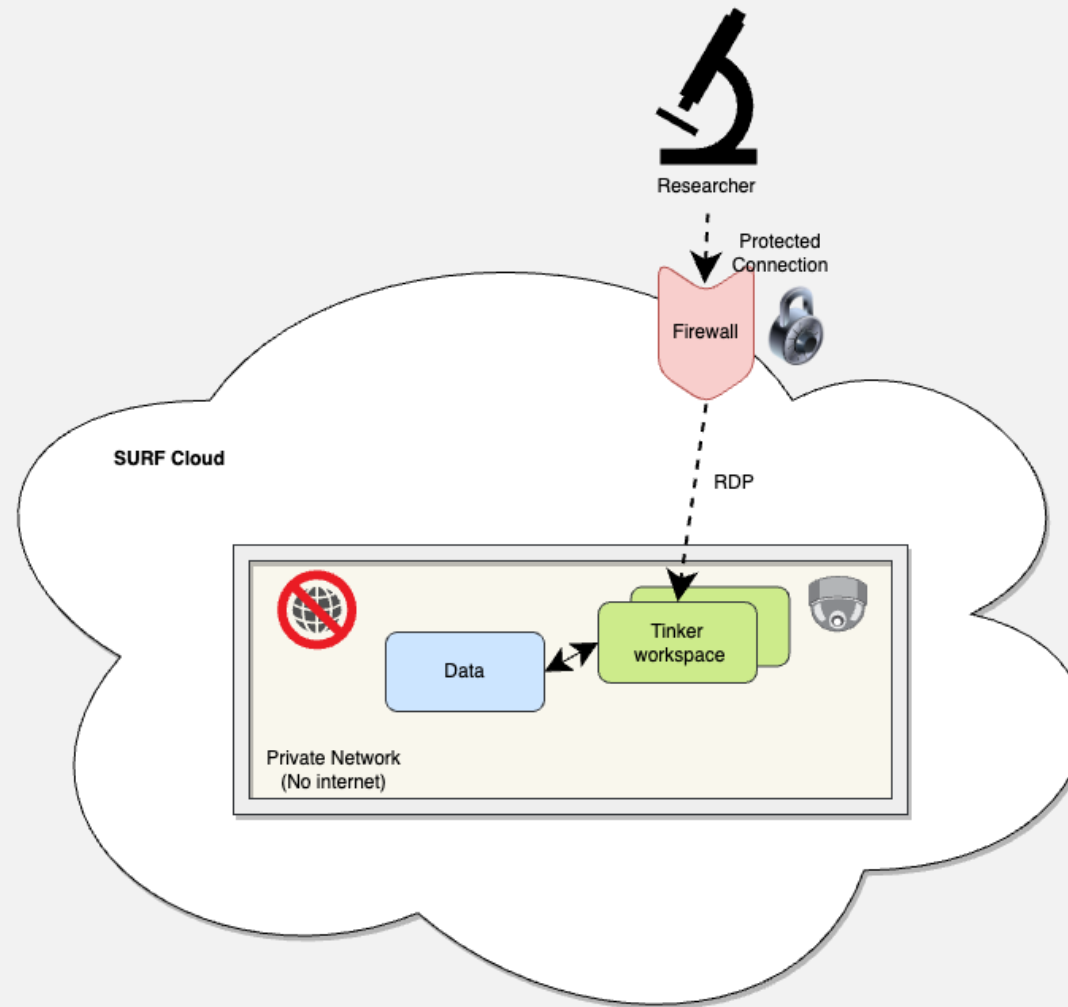 Researcher
Protected
Connection
Firewall
SURF Cloud
RDP
Tinker
workspace
Data
Private Network
(No internet)